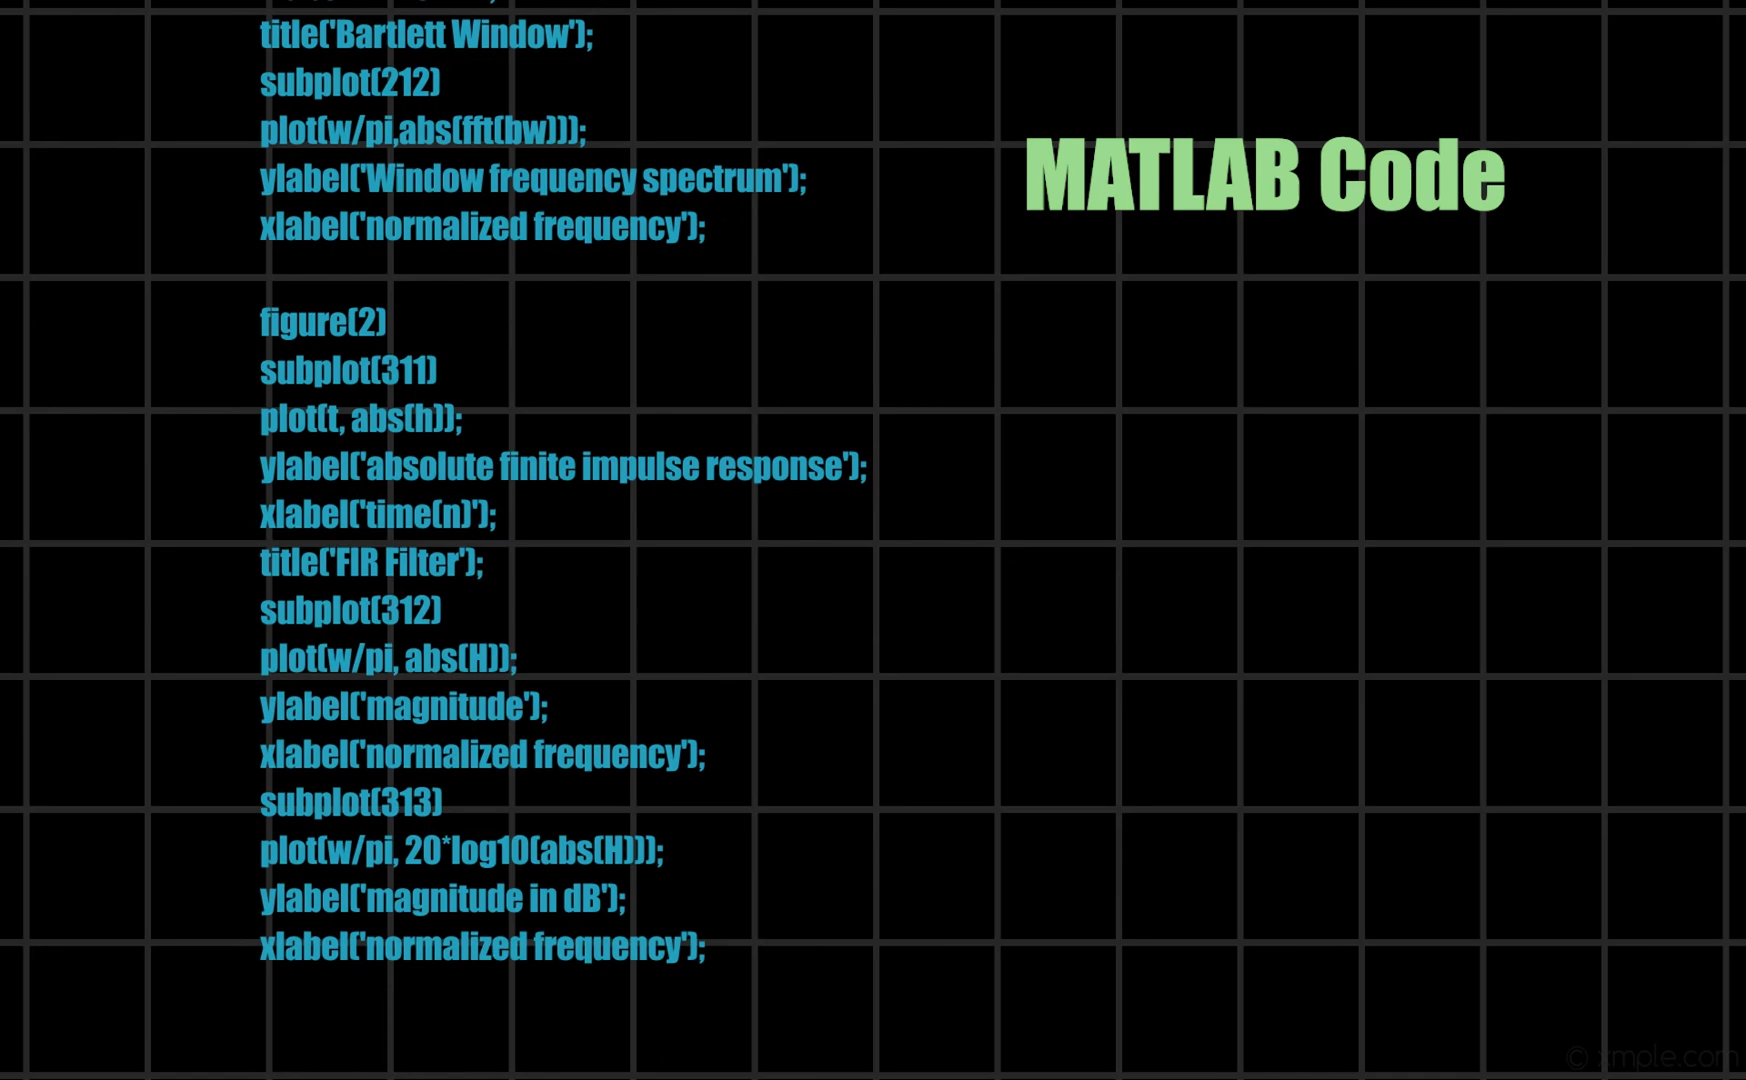 title('Bartlett Window');
subplot(212)
plot(w/pi,abs(fft(bw)));
ylabel('Window frequency spectrum');
xlabel('normalized frequency');
MATLAB Code
figure(2)
subplot(311)
plot(t, abs(h));
ylabel('absolute finite impulse response');
xlabel('time(n)');
title('FIR Filter');
subplot(312)
plot(w/pi, abs(H));
ylabel('magnitude');
xlabel('normalized frequency');
subplot(313)
plot(w/pi, 20*log10(abs(H)));
ylabel('magnitude in dB');
xlabel('normalized frequency');
© xmple.com